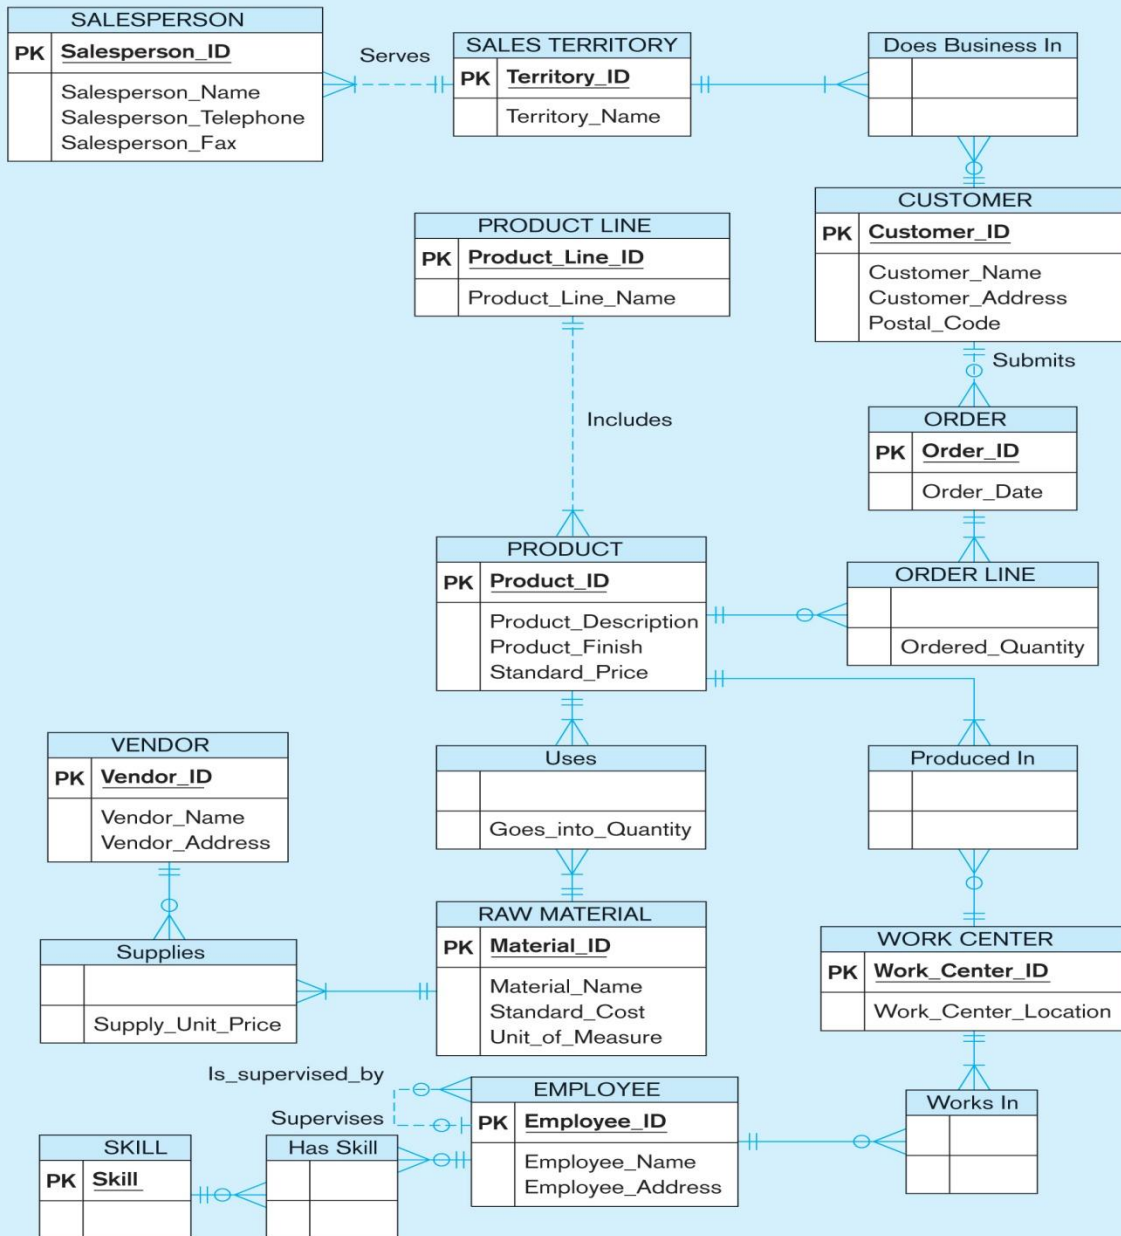 SALESPERSON
PK Salesperson_ID
Salesperson_Name
Salesperson_Telephone
Salesperson_Fax
Serves
SALES TERRITORY
PK Territory_ID
Territory_Name
Does Business In
PRODUCT LINE
PK Product_Line_ID
Product_Line_Name
CUSTOMER
PK Customer_ID
Customer_Name
Customer_Address
Postal_Code
Submits
Includes
ORDER
PK Order_ID
Order_Date
PRODUCT
PK Product_ID
Product_Description
Product_Finish
Standard_Price
ORDER LINE
Ordered_Quantity
VENDOR
PK Vendor_ID
Vendor_Name
Vendor_Address
Uses
Goes_into_Quantity
Produced In
Supplies
Supply_Unit_Price
RAW MATERIAL
PK Material_ID
Material_Name
Standard_Cost
Unit_of_Measure
WORK CENTER
PK Work_Center_ID
Work_Center_Location
Is_supervised_by
Supervises
EMPLOYEE
PK Employee_ID
Employee_Name
Employee_Address
Works In
SKILL
PK Skill
Has Skill